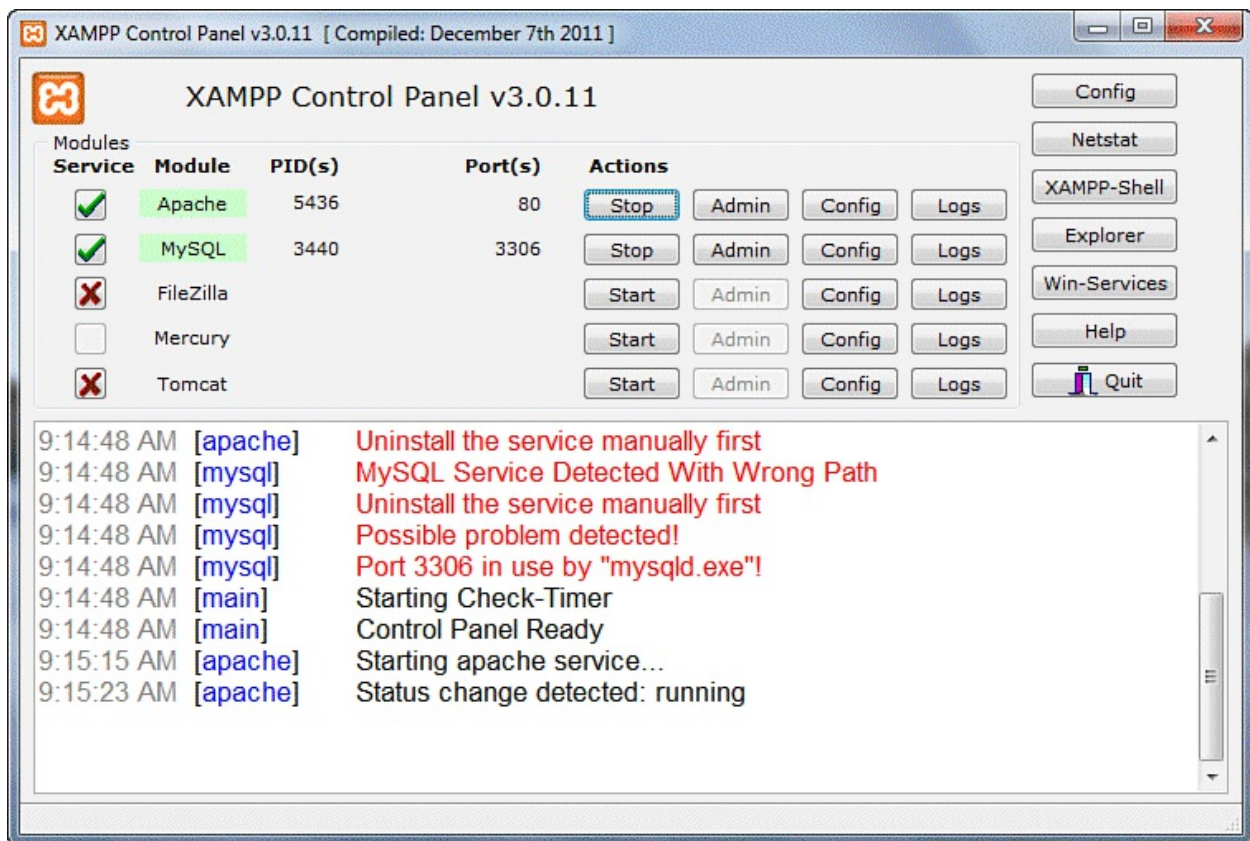 XAMPP Control Panel v3.0.11 [ Compiled: December 7th 2011 ]
XAMPP Control Panel v3.0.11
Config
Modules
Netstat
Service Module PID(s) Port(s) Actions
XAMPP-Shell
Apache 5436 80 Stop Admin Config Logs
Explorer
MySQL 3440 3306 Stop Admin Config Logs
Win-Services
FileZilla Start Admin Config Logs
Help
Mercury Start Admin Config Logs
Quit
Tomcat Start Admin Config Logs
9:14:48 AM [apache] Uninstall the service manually first
9:14:48 AM [mysql] MySQL Service Detected With Wrong Path
9:14:48 AM [mysql] Uninstall the service manually first
9:14:48 AM [mysql] Possible problem detected!
9:14:48 AM [mysql] Port 3306 in use by "mysqld.exe"!
9:14:48 AM [main] Starting Check-Timer
9:14:48 AM [main] Control Panel Ready
9:15:15 AM [apache] Starting apache service...
9:15:23 AM [apache] Status change detected: running